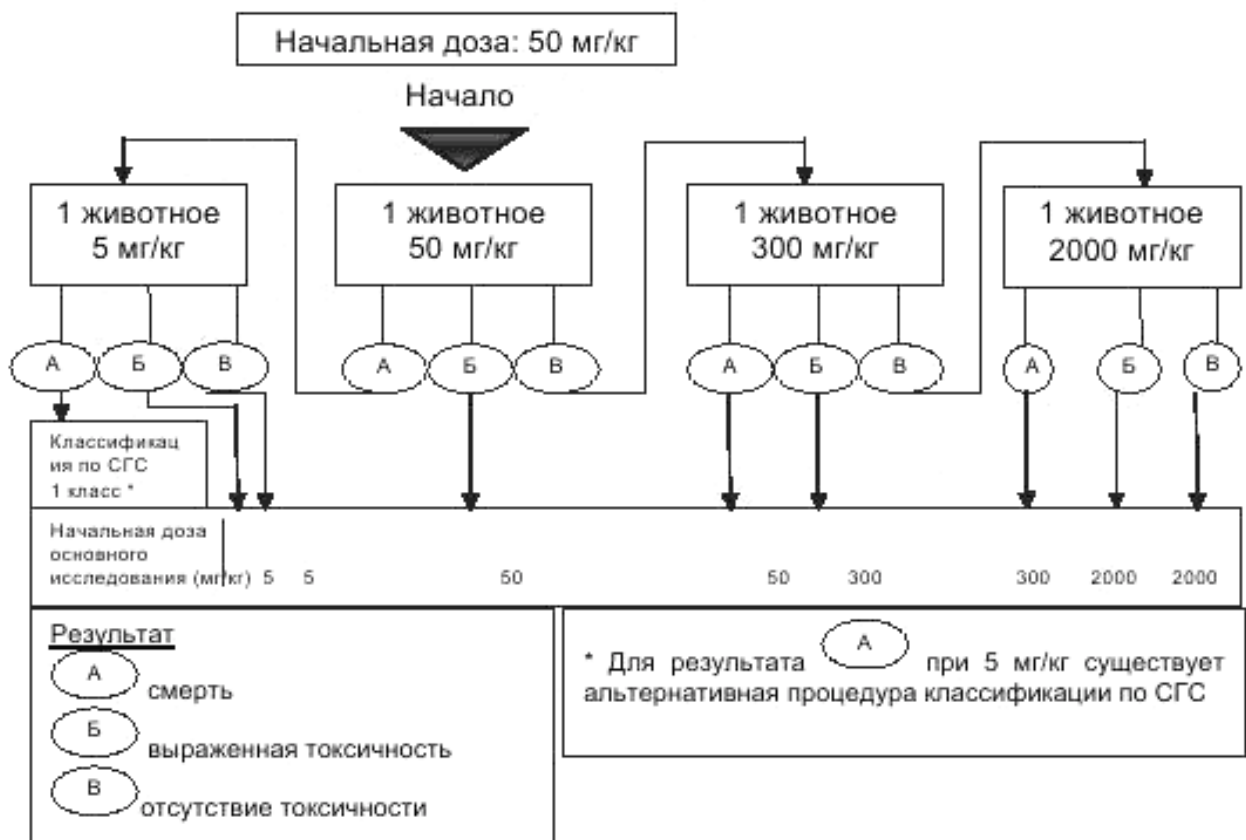 Начальная доза: 50 мг/кг
Начало
1 животное
5 мг/кг
1 животное
50 мг/кг
1 животное
300 мг/кг
1 животное
2000 мг/кг
А Б В А Б В А Б В А Б В
Классификац
ия по СГС
1 класс *
Начальная доза
основного
исследования (мг/кг) 5 5 50 50 300 300 2000 2000
Результат
А смерть
Б выраженная токсичность
В отсутствие токсичности
* Для результата А при 5 мг/кг существует
альтернативная процедура классификации по СГС